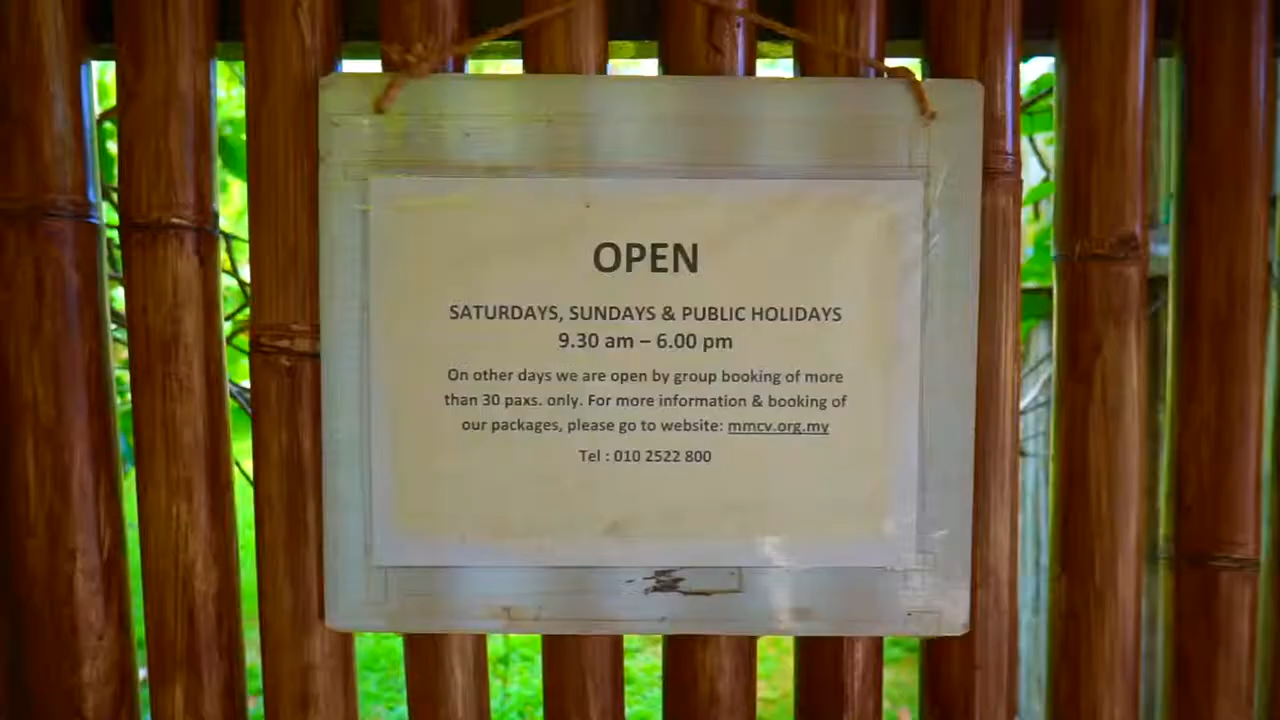 OPEN
SATURDAYS, SUNDAYS & PUBLIC HOLIDAYS
9.30 am – 6.00 pm
On other days we are open by group booking of more
than 30 paxs. only. For more information & booking of
our packages, please go to website: mmcv.org.my
Tel : 010 2522 800